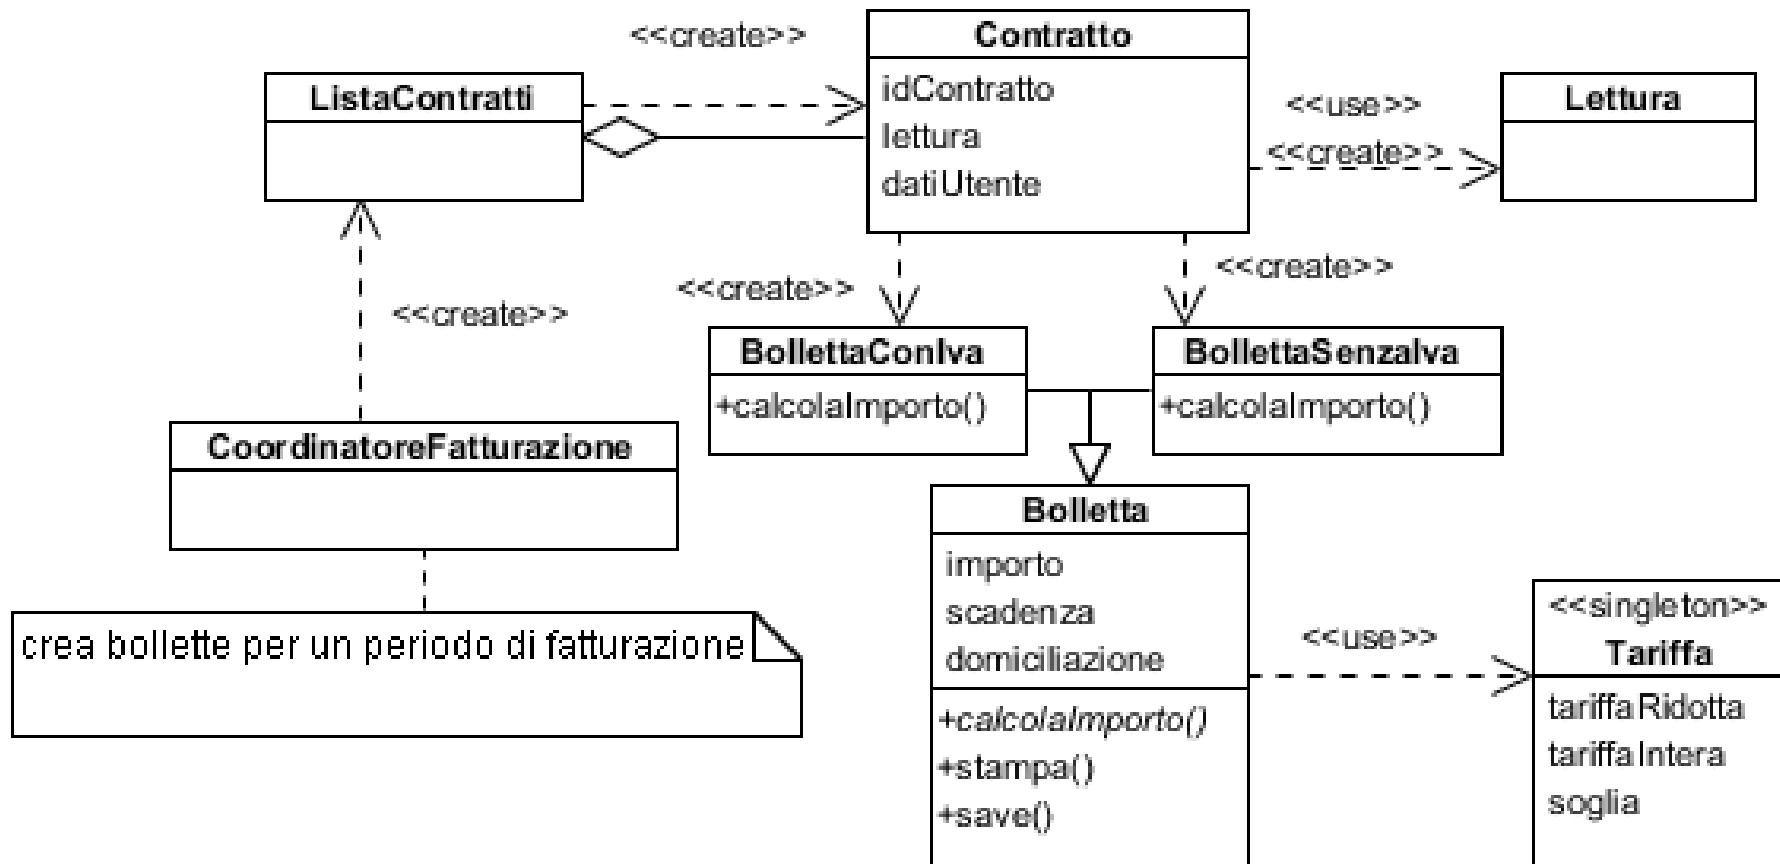 <<create>>
Contratto
idContratto
lettura
datiUtente
ListaContratti
<<use>>
<<create>>
Lettura
<<create>>
<<create>>
<<create>>
BollettaConIva
+calcolaImporto()
BollettaSenzaIva
+calcolaImporto()
CoordinatoreFatturazione
crea bollette per un periodo di fatturazione
Bolletta
importo
scadenza
domiciliazione
+calcolaImporto()
+stampa()
+save()
<<use>>
<<singleton>>
Tariffa
tariffaRidotta
tariffaIntera
soglia